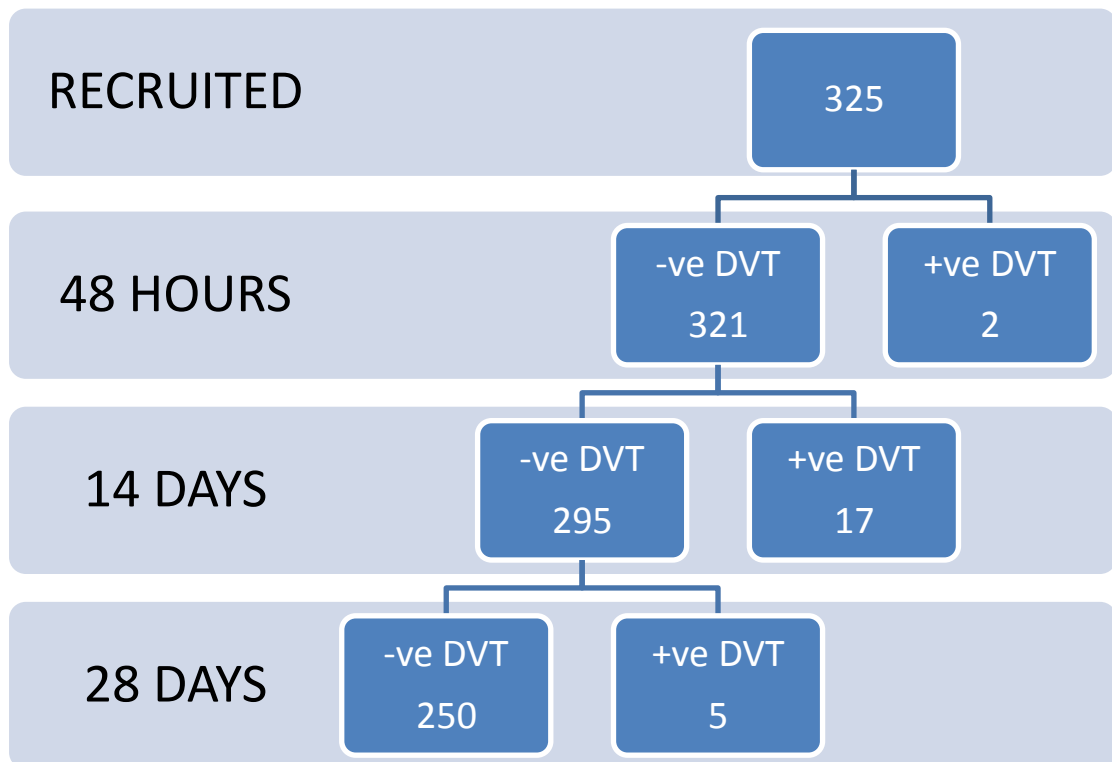 RECRUITED
325
48 HOURS
-ve DVT
321
+ve DVT
2
14 DAYS
-ve DVT
295
+ve DVT
17
28 DAYS
-ve DVT
250
+ve DVT
5